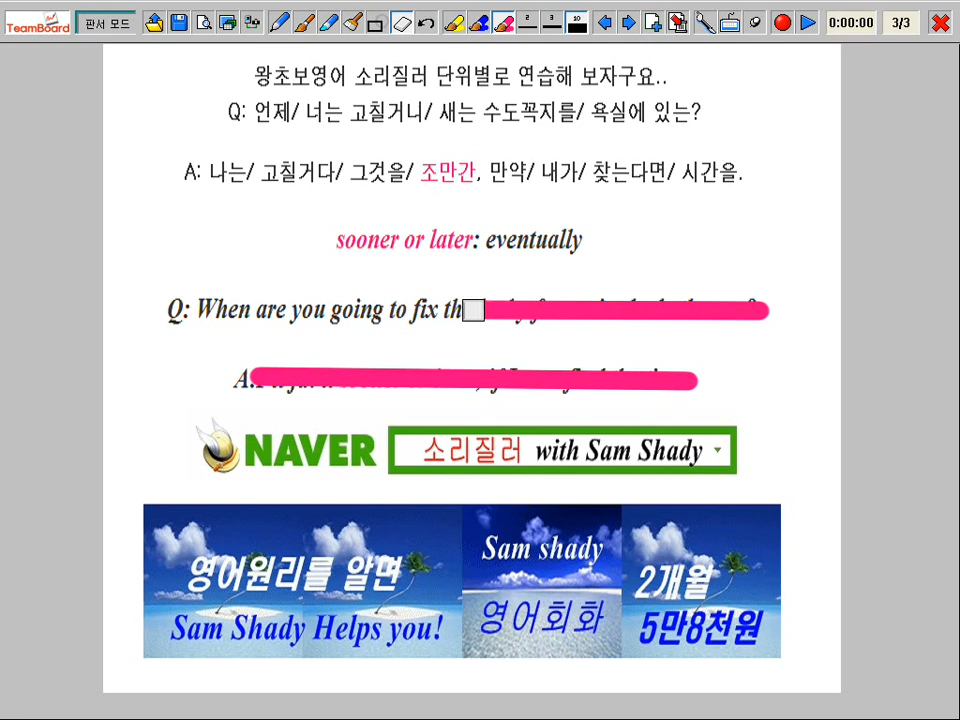 TeamBoard 판서 모드 2 3 10 0:00:00 3/3
왕초보영어 소리질러 단위별로 연습해 보자구요..
Q: 언제/ 너는 고칠거니/ 새는 수도꼭지를/ 욕실에 있는?
A: 나는/ 고칠거다/ 그것을/ 조만간, 만약/ 내가/ 찾는다면/ 시간을.
sooner or later: eventually
Q: When are you going to fix
A:
NAVER 소리질러 with Sam Shady
영어원리를 알면
Sam Shady Helps you!
Sam shady
영어회화
2개월
5만8천원